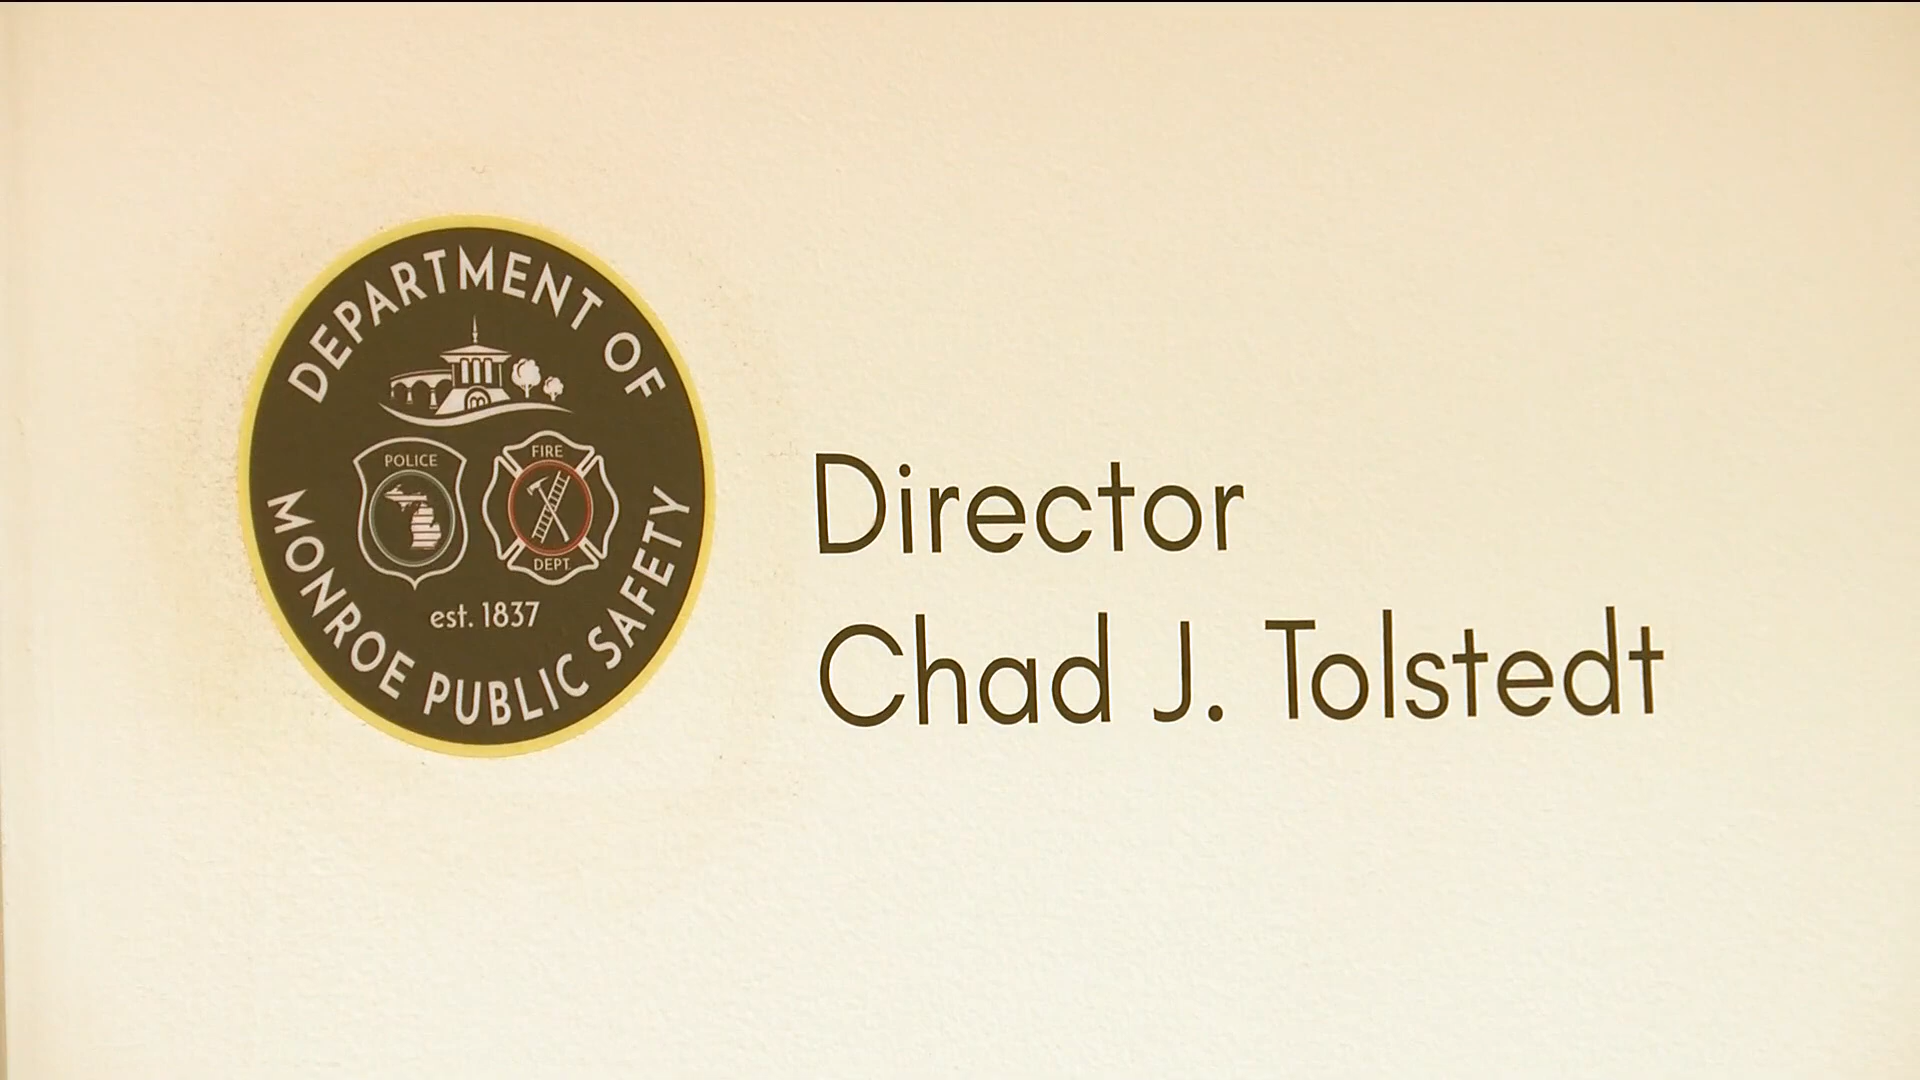 DEPARTMENT OF
POLICE
FIRE
DEPT.
est. 1837
MONROE PUBLIC SAFETY
Director
Chad J. Tolstedt